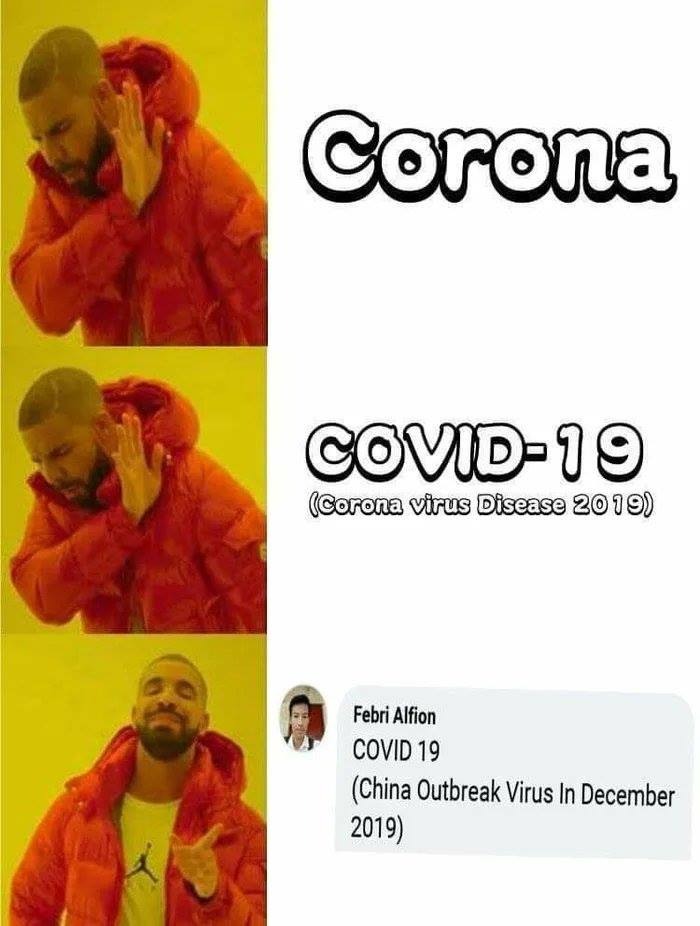 Corona
COVID-19
(Corona virus Disease 2019)
Febri Alfion
COVID 19
(China Outbreak Virus In December
2019)